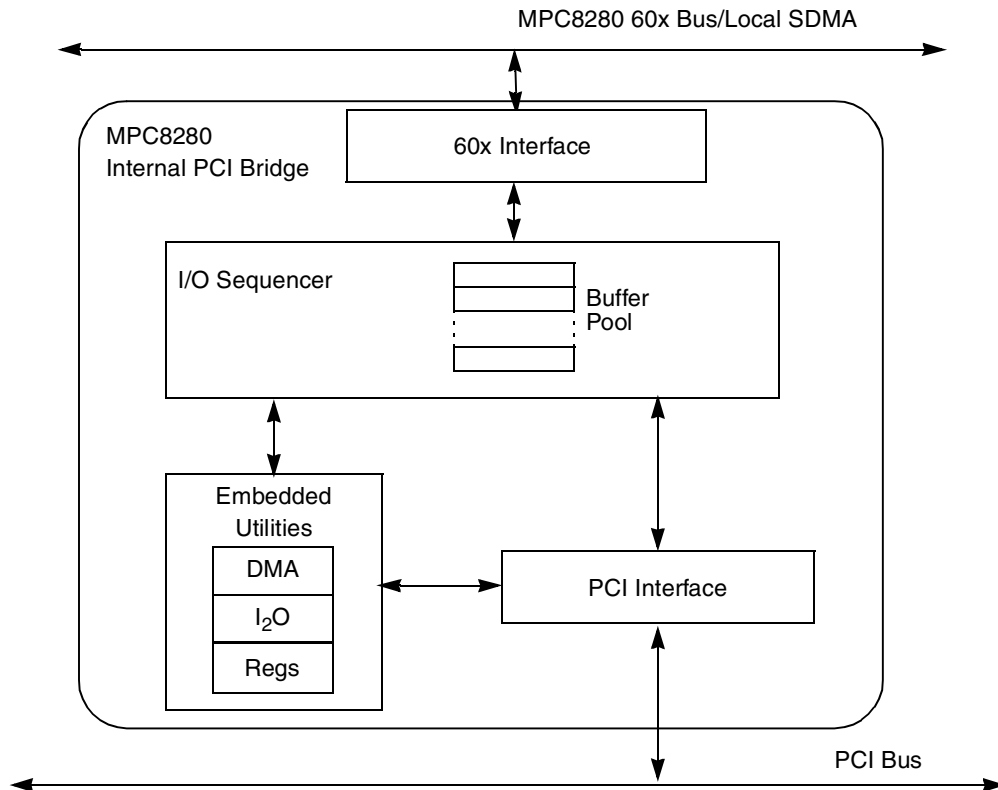 MPC8280 60x Bus/Local SDMA
MPC8280
Internal PCI Bridge
60x Interface
I/O Sequencer
Buffer
Pool
Embedded
Utilities
DMA
I₂O
Regs
PCI Interface
PCI Bus